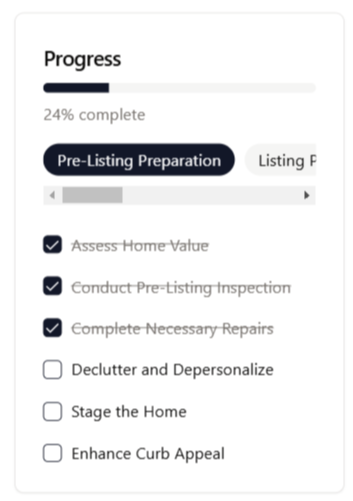 Progress
24% complete
Pre-Listing Preparation Listing P
Assess Home Value
Conduct Pre-Listing Inspection
Complete Necessary Repairs
Declutter and Depersonalize
Stage the Home
Enhance Curb Appeal